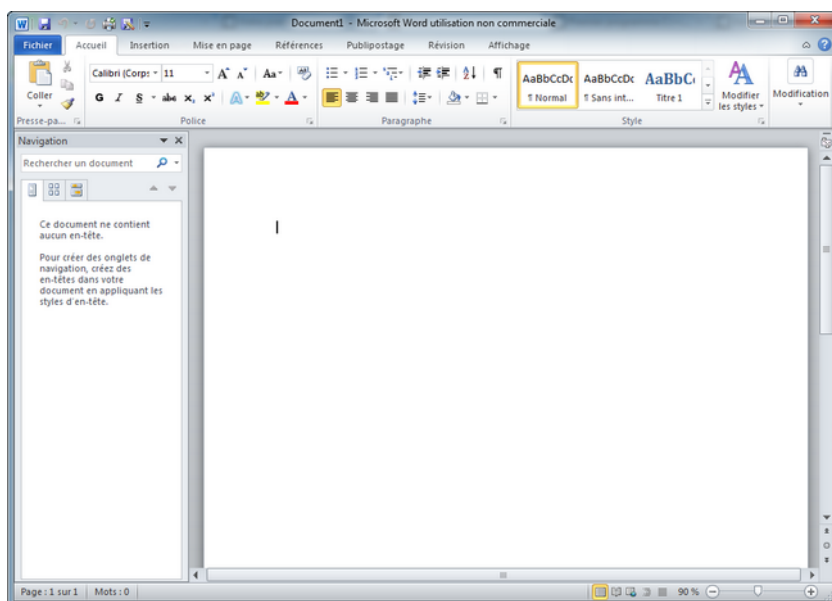 Document1 - Microsoft Word utilisation non commerciale
Fichier Accueil Insertion Mise en page Références Publipostage Révision Affichage
Calibri (Corps 11
Coller
G I S abc x, x² A A
AaBbCcDc AaBbCcDc AaBbC
¶ Normal ¶ Sans int... Titre 1
Modifier
les styles
Modification
Presse-pa... Police Paragraphe Style
Navigation
Rechercher un document
Ce document ne contient
aucun en-tête.
Pour créer des onglets de
navigation, créez des
en-têtes dans votre
document en appliquant les
styles d'en-tête.
Page : 1 sur 1 Mots : 0 90 %